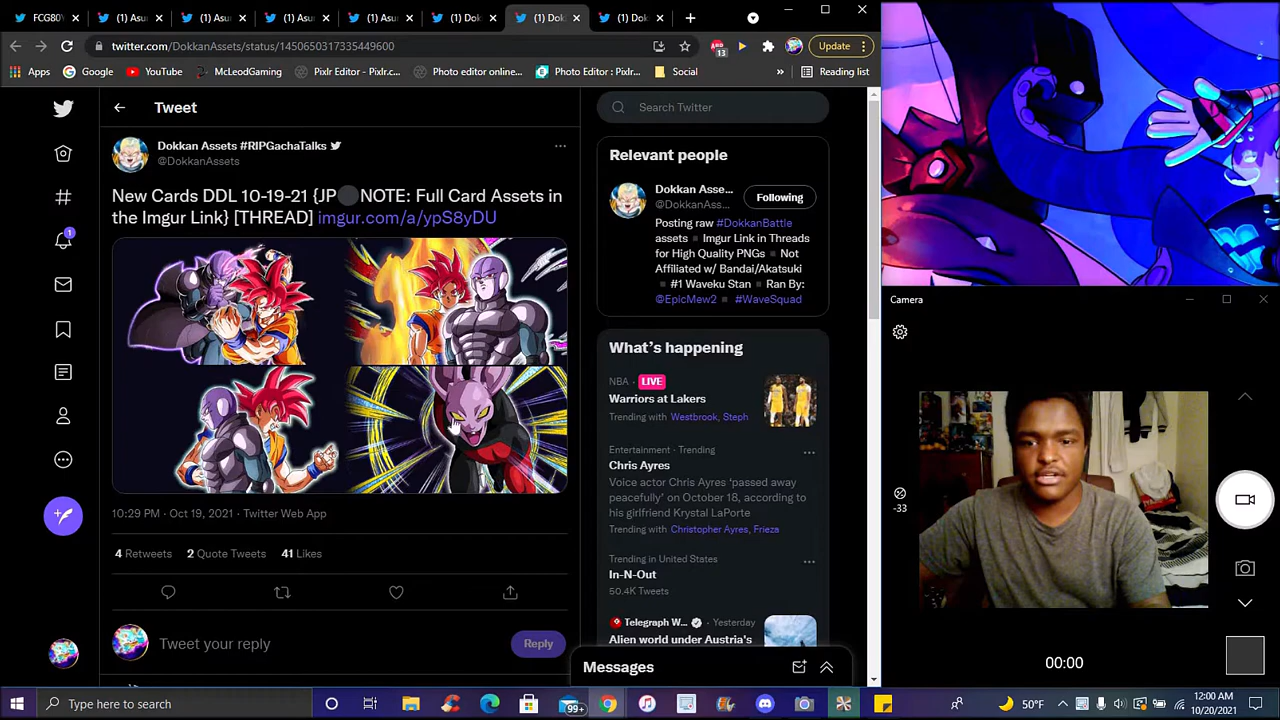 FCG80V
(1) Asur
(1) Asur
(1) Asur
(1) Asur
(1) Dok
(1) Dok
(1) Dok
twitter.com/DokkanAssets/status/1450650317335449600
13
Update
Apps
Google
YouTube
McLeodGaming
Pixlr Editor - Pixlr.c...
Photo editor online...
Photo Editor : Pixlr...
Social
»
Reading list
Tweet
Dokkan Assets #RIPGachaTalks
@DokkanAssets
New Cards DDL 10-19-21 {JP NOTE: Full Card Assets in
the Imgur Link} [THREAD] imgur.com/a/ypS8yDU
10:29 PM · Oct 19, 2021 · Twitter Web App
4 Retweets 2 Quote Tweets 41 Likes
Tweet your reply
Reply
1
Search Twitter
Relevant people
Dokkan Asse...
@DokkanAss...
Following
Posting raw #DokkanBattle
assets Imgur Link in Threads
for High Quality PNGs Not
Affiliated w/ Bandai/Akatsuki
#1 Waveku Stan Ran By:
@EpicMew2 #WaveSquad
What's happening
NBA · LIVE
Warriors at Lakers
Trending with Westbrook, Steph
Entertainment · Trending
Chris Ayres
Voice actor Chris Ayres 'passed away
peacefully' on October 18, according to
his girlfriend Krystal LaPorte
Trending with Christopher Ayres, Frieza
Trending in United States
In-N-Out
50.4K Tweets
Telegraph W... Yesterday
Alien world under Austria's
Messages
Camera
-33
00:00
Type here to search
99+
50°F
12:00 AM
10/20/2021